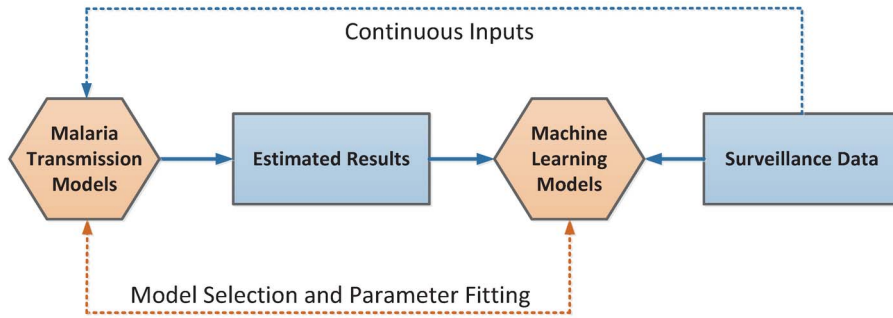 Continuous Inputs
Malaria
Transmission
Models
Estimated Results
Machine
Learning
Models
Surveillance Data
Model Selection and Parameter Fitting